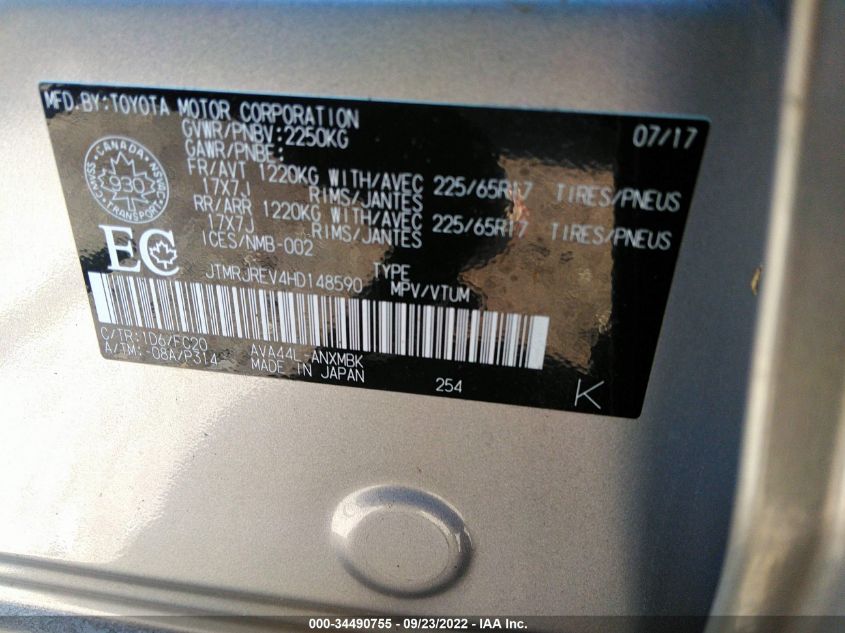 MFD.BY:TOYOTA MOTOR CORPORATION
07/17
GVWR/PNBV:2250KG
GAWR/PNBE:
FR/AVT 1220KG WITH/AVEC 225/65R17
17X7J RIMS/JANTES TIRES/PNEUS
RR/ARR 1220KG WITH/AVEC 225/65R17
17X7J RIMS/JANTES TIRES/PNEUS
ICES/NMB-002
CANADA
930
TRANSPORT
EC
JTMRJREV4HD148590
TYPE
MPV/VTUM
C/TR:1D6/FC20 AVA44L-ANXMBK
A/TM:-08A/P314 MADE IN JAPAN
254
K
000-34490755 - 09/23/2022 - IAA Inc.